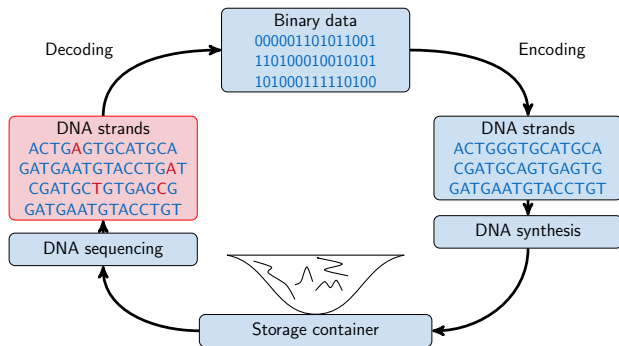 Binary data
000001101011001
110100010010101
101000111110100
Decoding
Encoding
DNA strands
ACTGAGTGCATGCA
GATGAATGTACCTGAT
CGATGCTGTGAGCG
GATGAATGTACCTGT
DNA strands
ACTGGGTGCATGCA
CGATGCAGTGAGTG
GATGAATGTACCTGT
DNA sequencing
DNA synthesis
Storage container